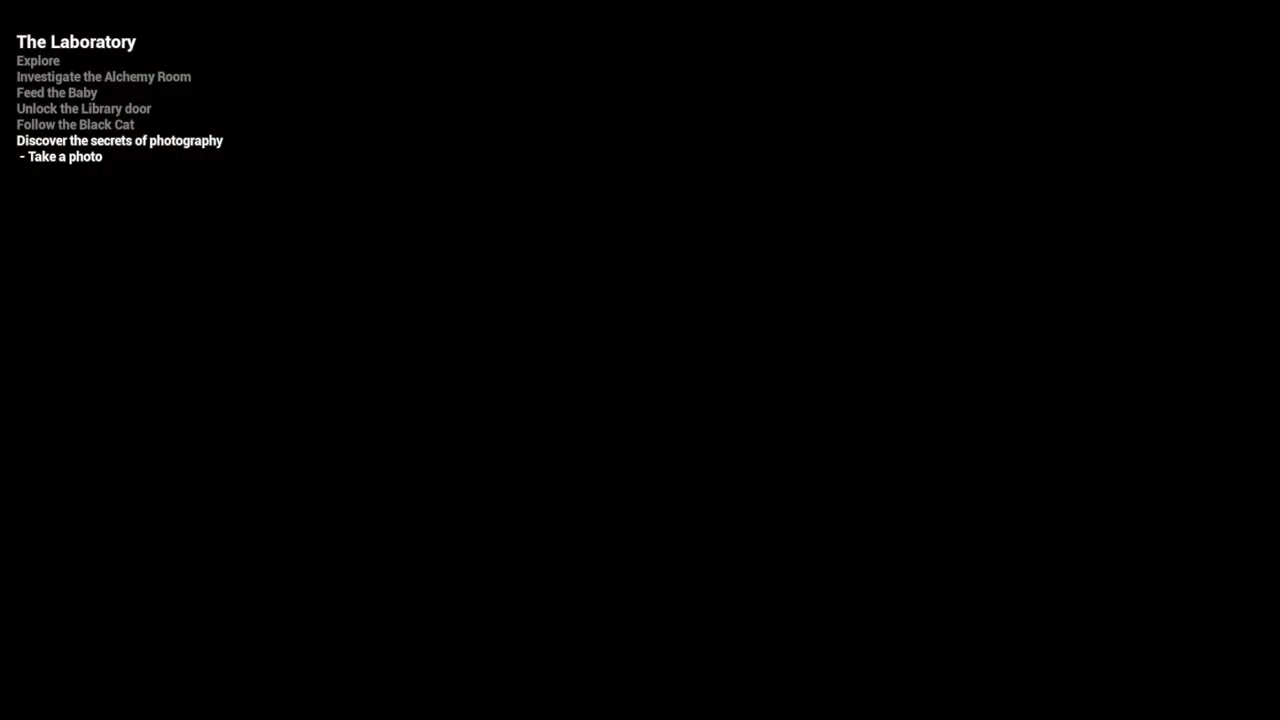 The Laboratory
Explore
Investigate the Alchemy Room
Feed the Baby
Unlock the Library door
Follow the Black Cat
Discover the secrets of photography
- Take a photo